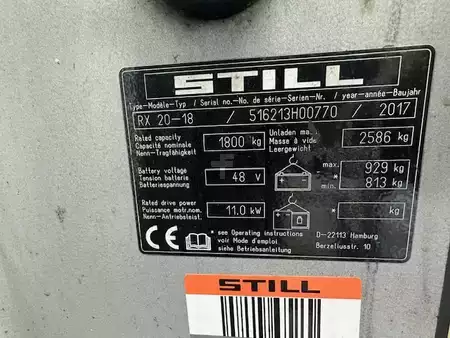 STILL
Type-Modèle-Typ / Serial no.-No. de série-Serien-Nr. / year-année-Baujahr
RX 20-18 / 516213H00770 / 2017
Rated capacity
Capacité nominale
Nenn-Tragfähigkeit
1800 kg
Unladen mass
Masse à vide
Leergewicht
2586 kg
Battery voltage
Tension batterie
Batteriespannung
48 V
max. 929 kg
* min. 813 kg
Rated drive power
Puissance motr.nom.
Nenn-Antriebsleist.
11.0 kW
* kg
CE
* see Operating instructions
voir Mode d'emploi
siehe Betriebsanleitung
D-22113 Hamburg
Berzeliusstr. 10
STILL